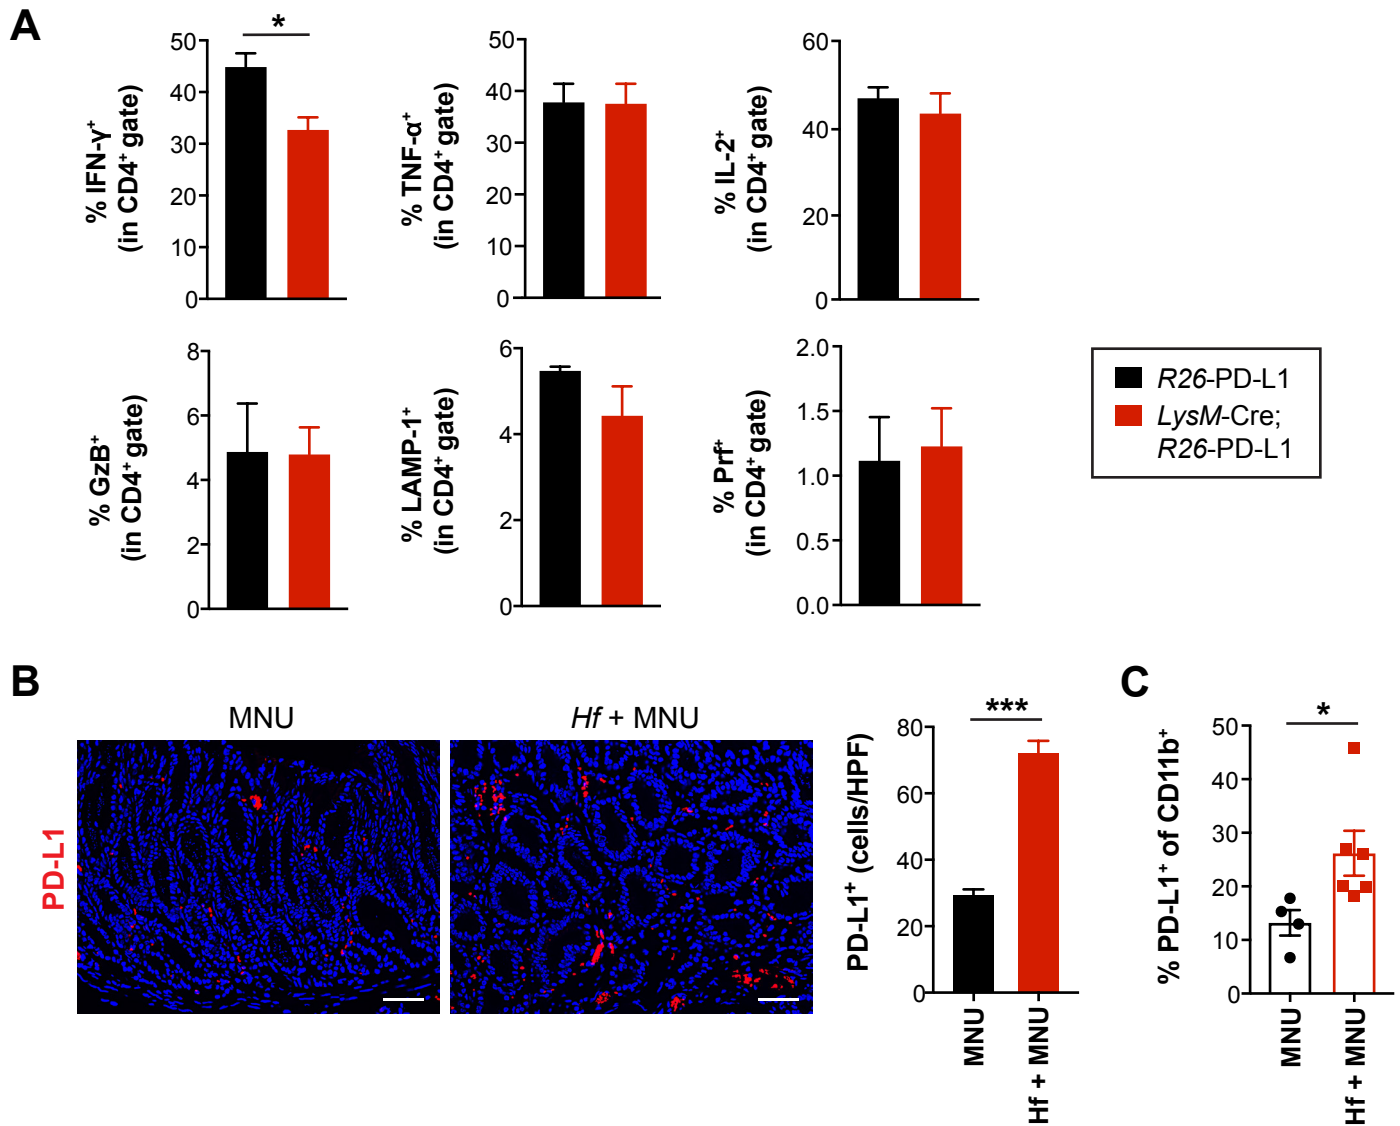 A
*
50
40
30
20
10
0
% IFN-γ⁺
(in CD4⁺ gate)
50
40
30
20
10
0
% TNF-α⁺
(in CD4⁺ gate)
60
40
20
0
% IL-2⁺
(in CD4⁺ gate)
8
6
4
2
0
% GzB⁺
(in CD4⁺ gate)
6
4
2
0
% LAMP-1⁺
(in CD4⁺ gate)
2.0
1.5
1.0
0.5
0.0
% Prf⁺
(in CD4⁺ gate)
R26-PD-L1
LysM-Cre;
R26-PD-L1
B
MNU
Hf + MNU
PD-L1
***
80
60
40
20
0
PD-L1⁺ (cells/HPF)
MNU
Hf + MNU
C
*
50
40
30
20
10
0
% PD-L1⁺ of CD11b⁺
MNU
Hf + MNU